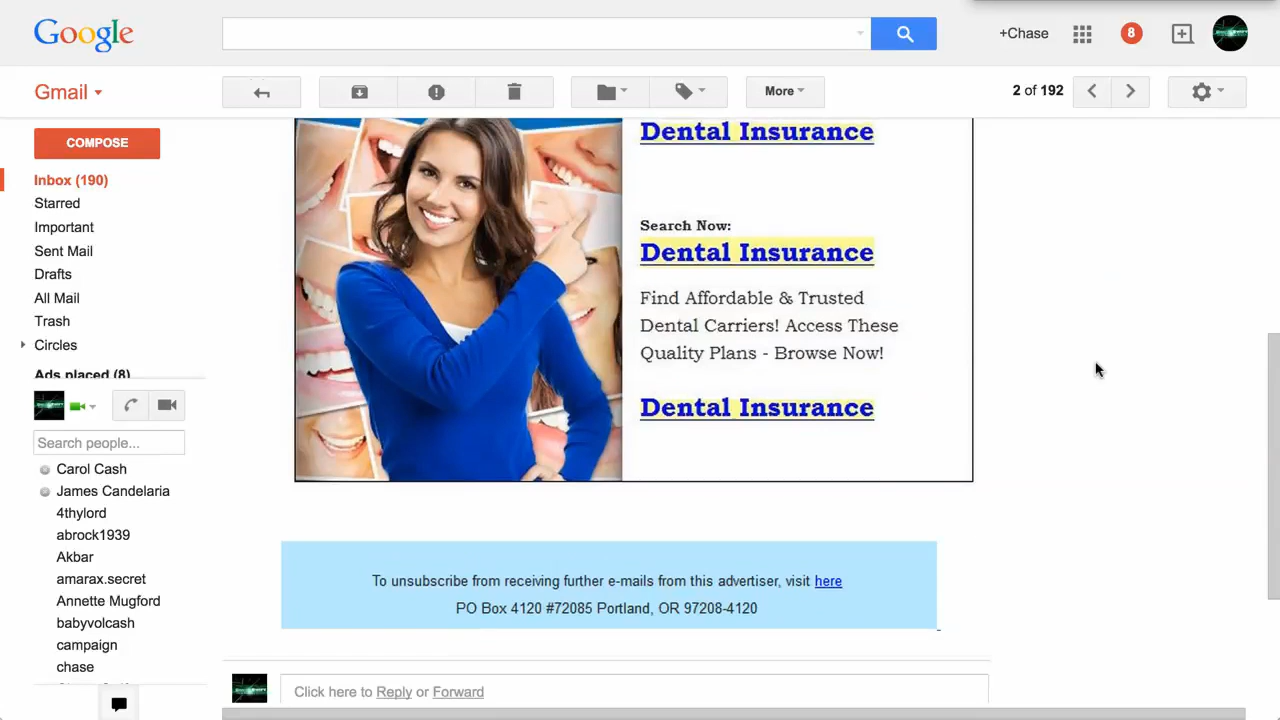 Google
+Chase
8
Gmail
More
2 of 192
COMPOSE
Inbox (190)
Starred
Important
Sent Mail
Drafts
All Mail
Trash
Circles
Ads placed (8)
Search people...
Carol Cash
James Candelaria
4thylord
abrock1939
Akbar
amarax.secret
Annette Mugford
babyvolcash
campaign
chase
Dental Insurance
Search Now:
Dental Insurance
Find Affordable & Trusted
Dental Carriers! Access These
Quality Plans - Browse Now!
Dental Insurance
To unsubscribe from receiving further e-mails from this advertiser, visit here
PO Box 4120 #72085 Portland, OR 97208-4120
Click here to Reply or Forward